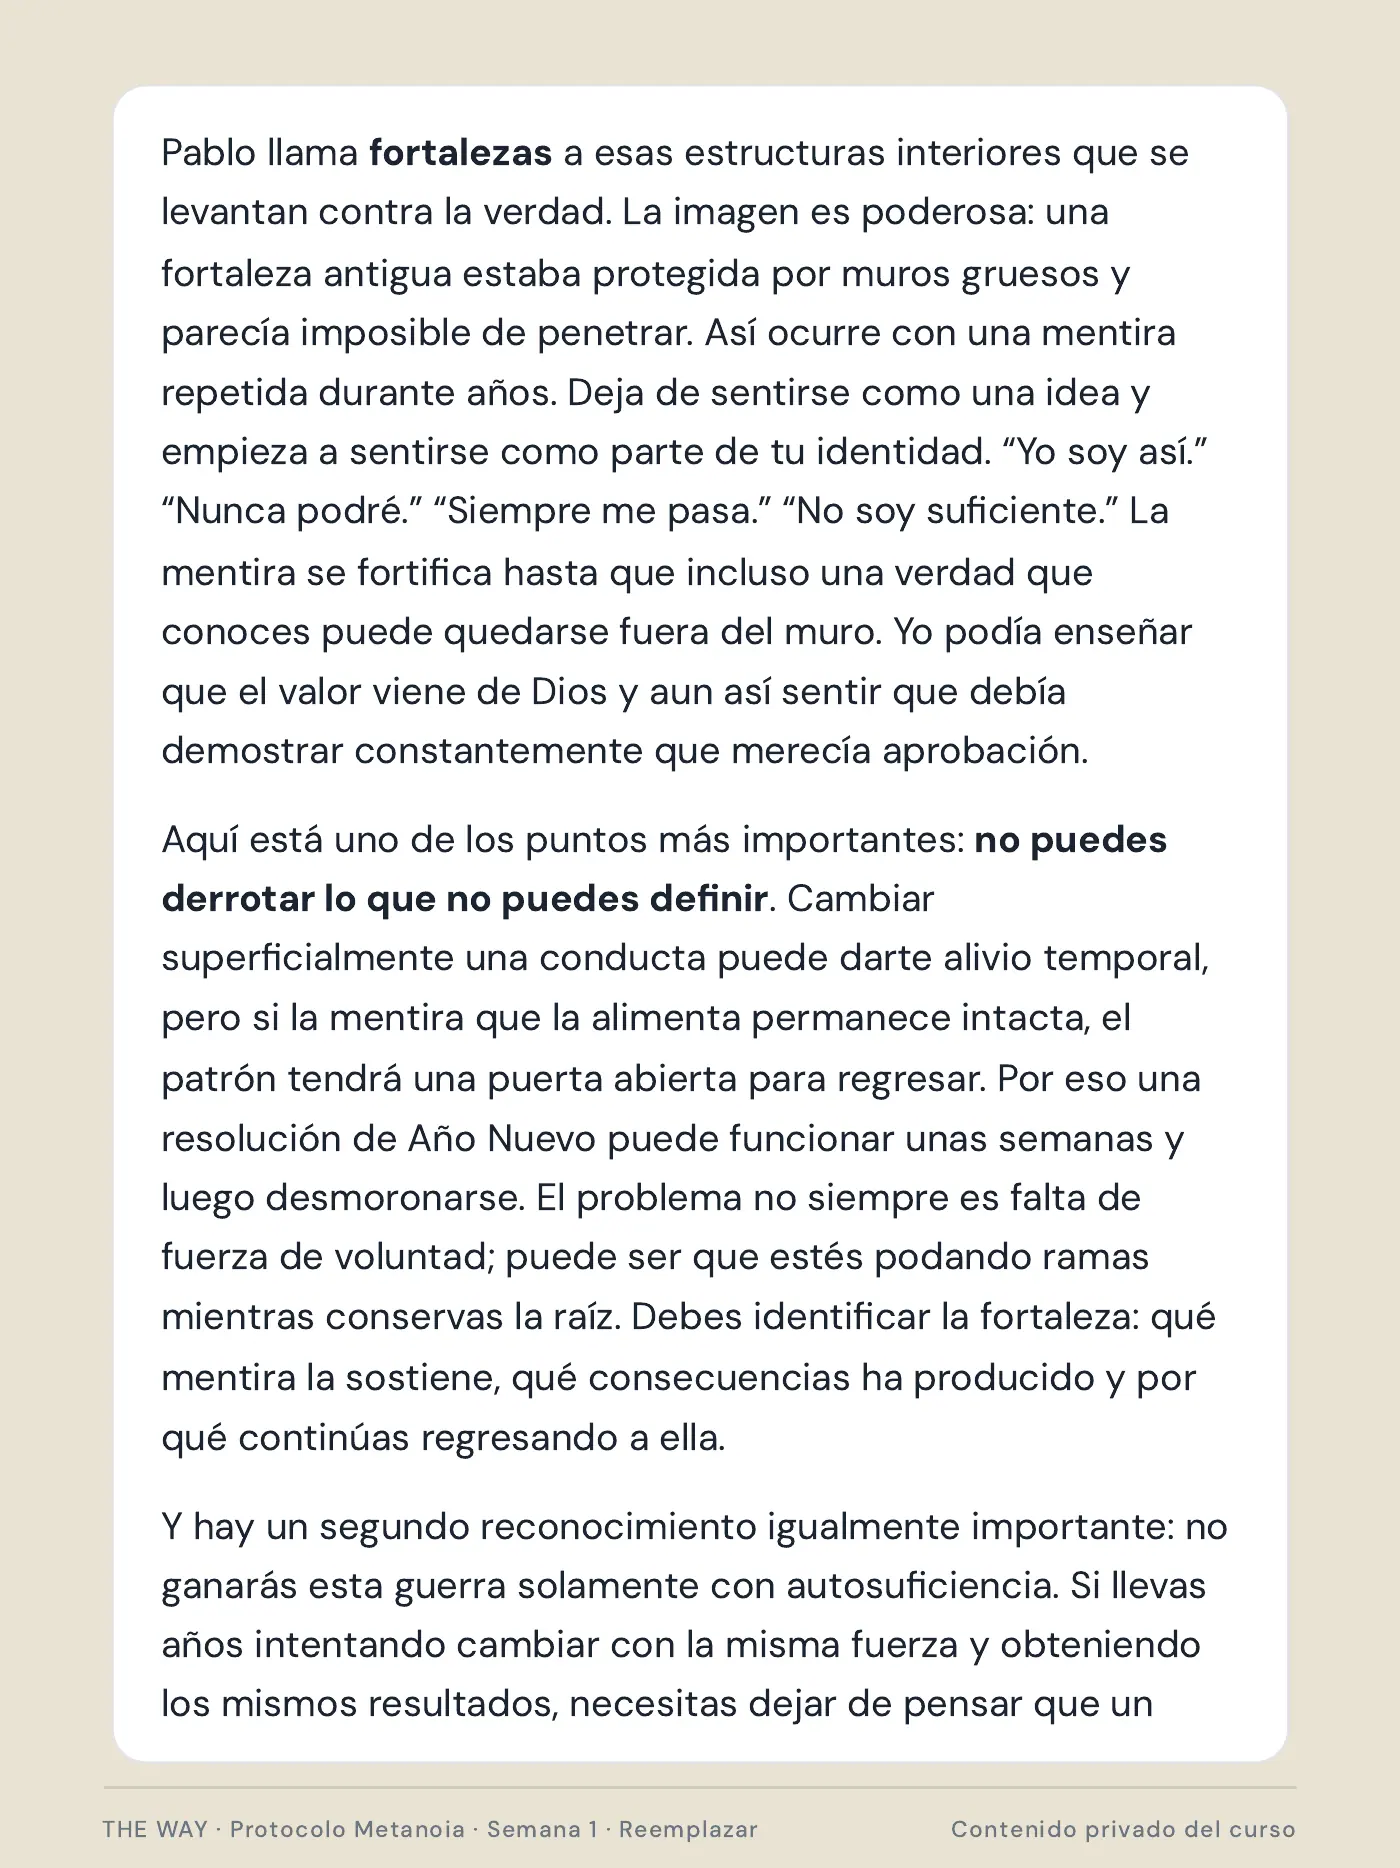 Pablo llama fortalezas a esas estructuras interiores que se
levantan contra la verdad. La imagen es poderosa: una
fortaleza antigua estaba protegida por muros gruesos y
parecía imposible de penetrar. Así ocurre con una mentira
repetida durante años. Deja de sentirse como una idea y
empieza a sentirse como parte de tu identidad. “Yo soy así.”
“Nunca podré.” “Siempre me pasa.” “No soy suficiente.” La
mentira se fortifica hasta que incluso una verdad que
conoces puede quedarse fuera del muro. Yo podía enseñar
que el valor viene de Dios y aun así sentir que debía
demostrar constantemente que merecía aprobación.
Aquí está uno de los puntos más importantes: no puedes
derrotar lo que no puedes definir. Cambiar
superficialmente una conducta puede darte alivio temporal,
pero si la mentira que la alimenta permanece intacta, el
patrón tendrá una puerta abierta para regresar. Por eso una
resolución de Año Nuevo puede funcionar unas semanas y
luego desmoronarse. El problema no siempre es falta de
fuerza de voluntad; puede ser que estés podando ramas
mientras conservas la raíz. Debes identificar la fortaleza: qué
mentira la sostiene, qué consecuencias ha producido y por
qué continúas regresando a ella.
Y hay un segundo reconocimiento igualmente importante: no
ganarás esta guerra solamente con autosuficiencia. Si llevas
años intentando cambiar con la misma fuerza y obteniendo
los mismos resultados, necesitas dejar de pensar que un
THE WAY · Protocolo Metanoia · Semana 1 · Reemplazar
Contenido privado del curso